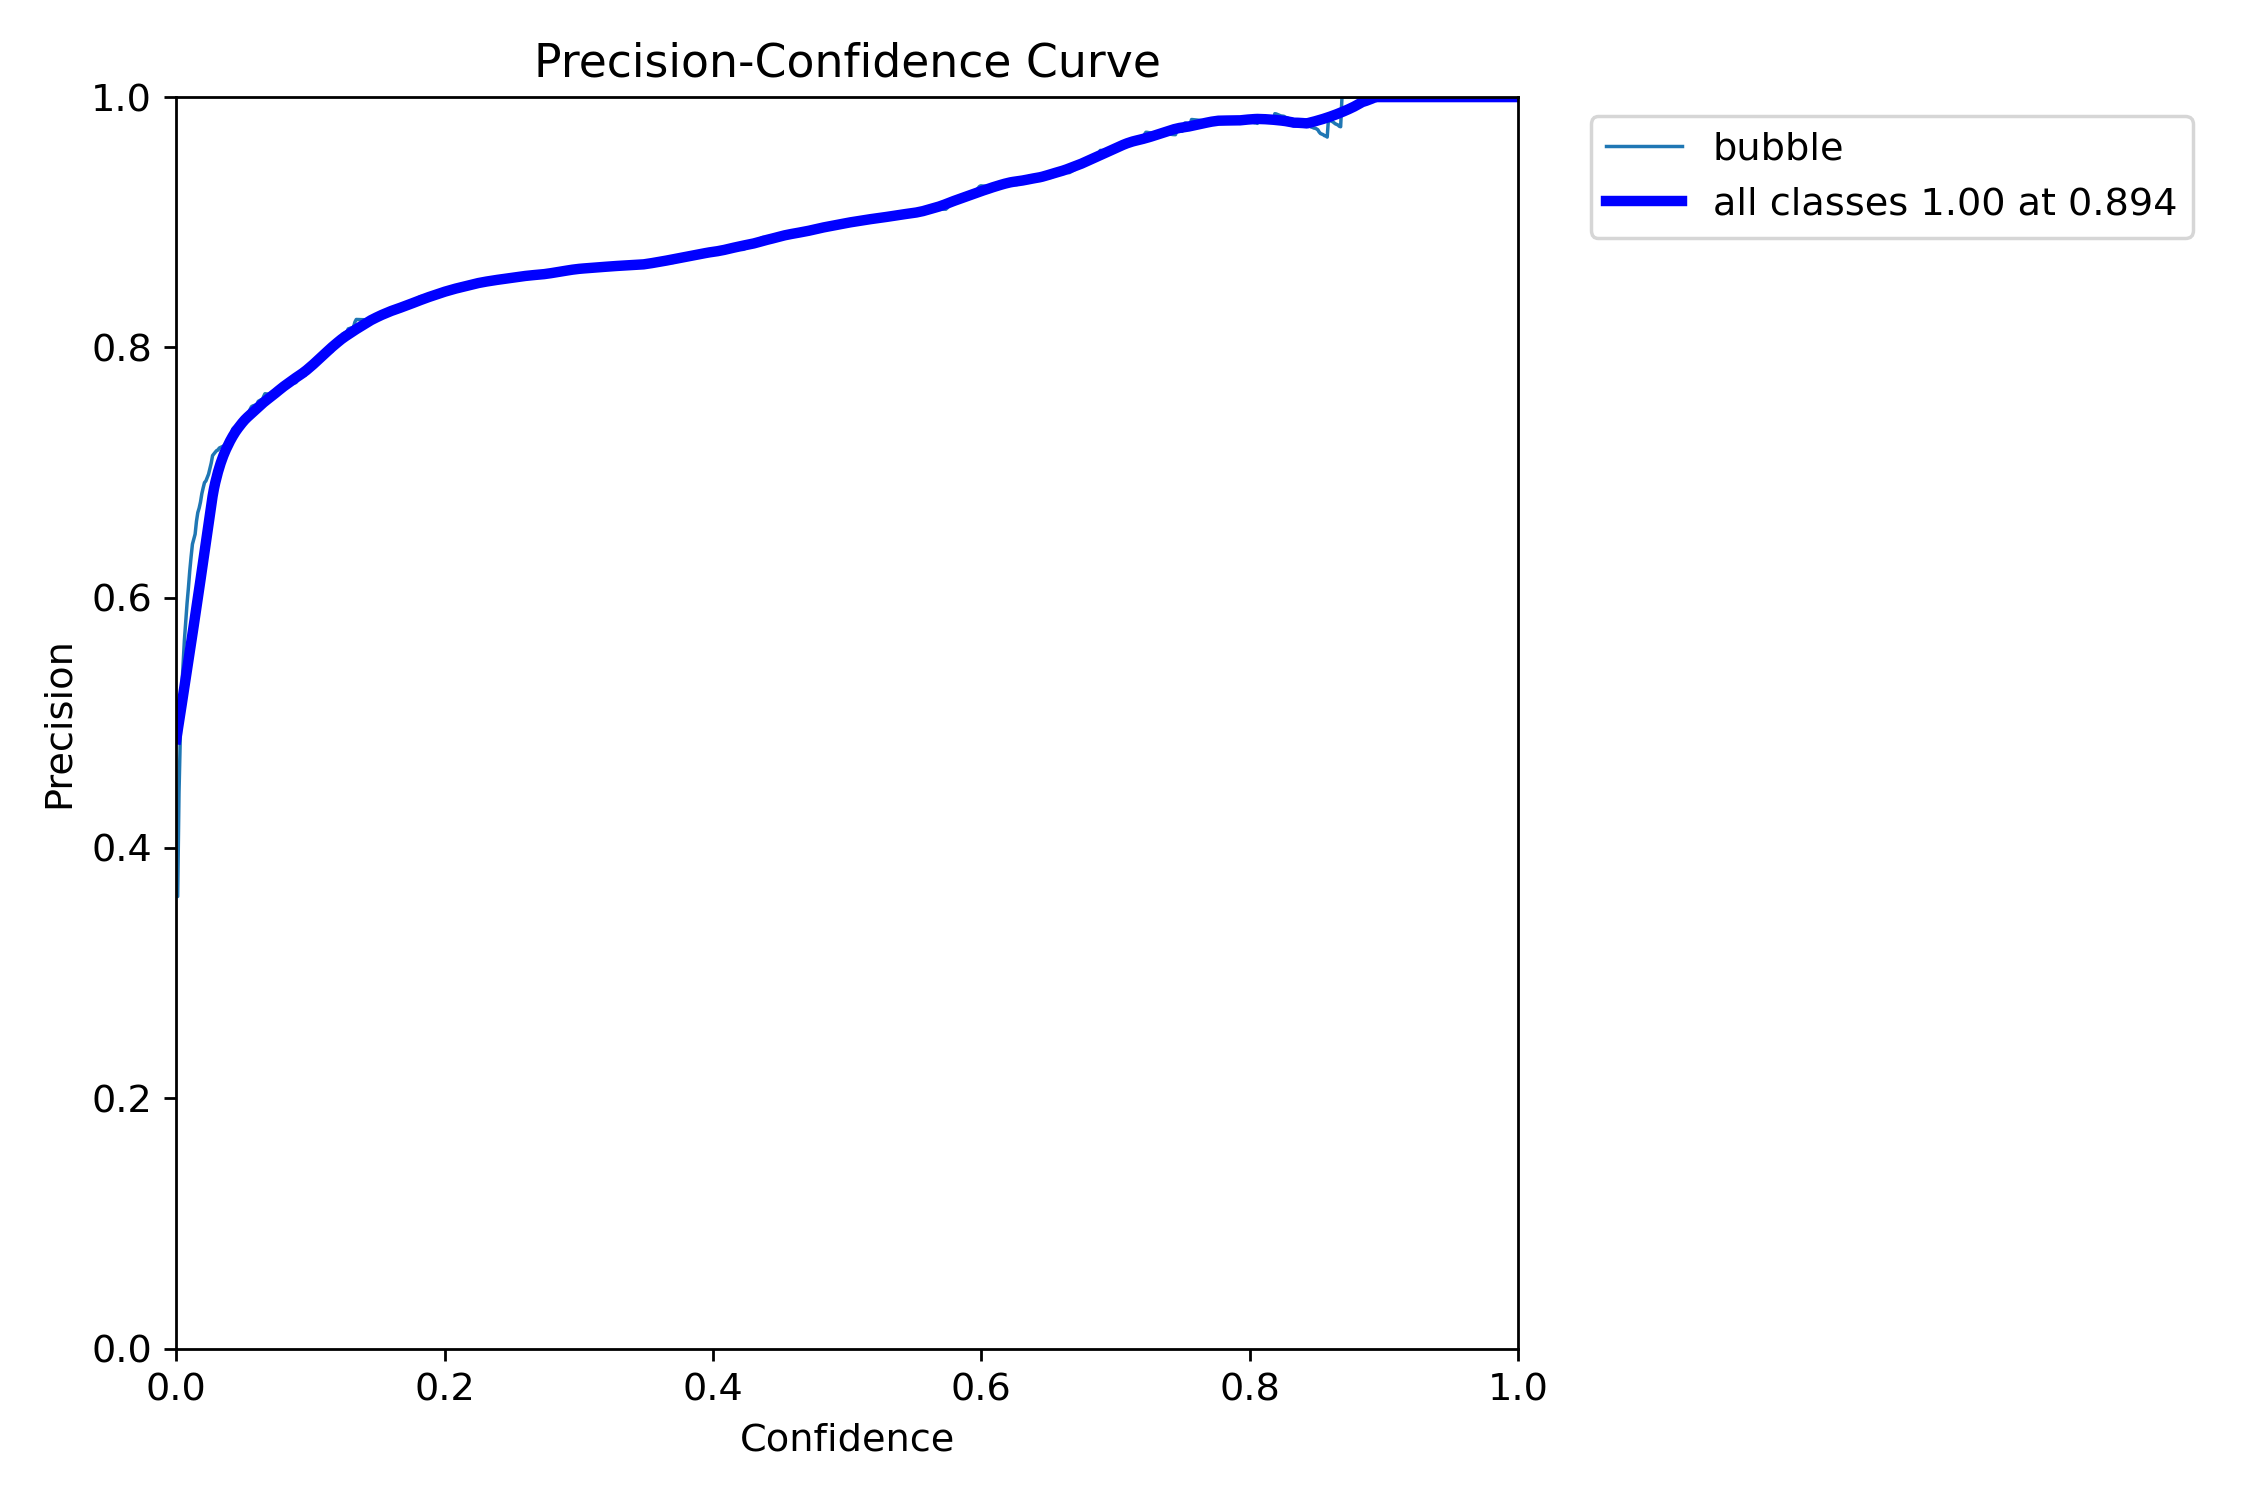 Precision-Confidence Curve
1.0
0.8
0.6
0.4
0.2
0.0
Precision
0.0 0.2 0.4 0.6 0.8 1.0
Confidence
bubble
all classes 1.00 at 0.894